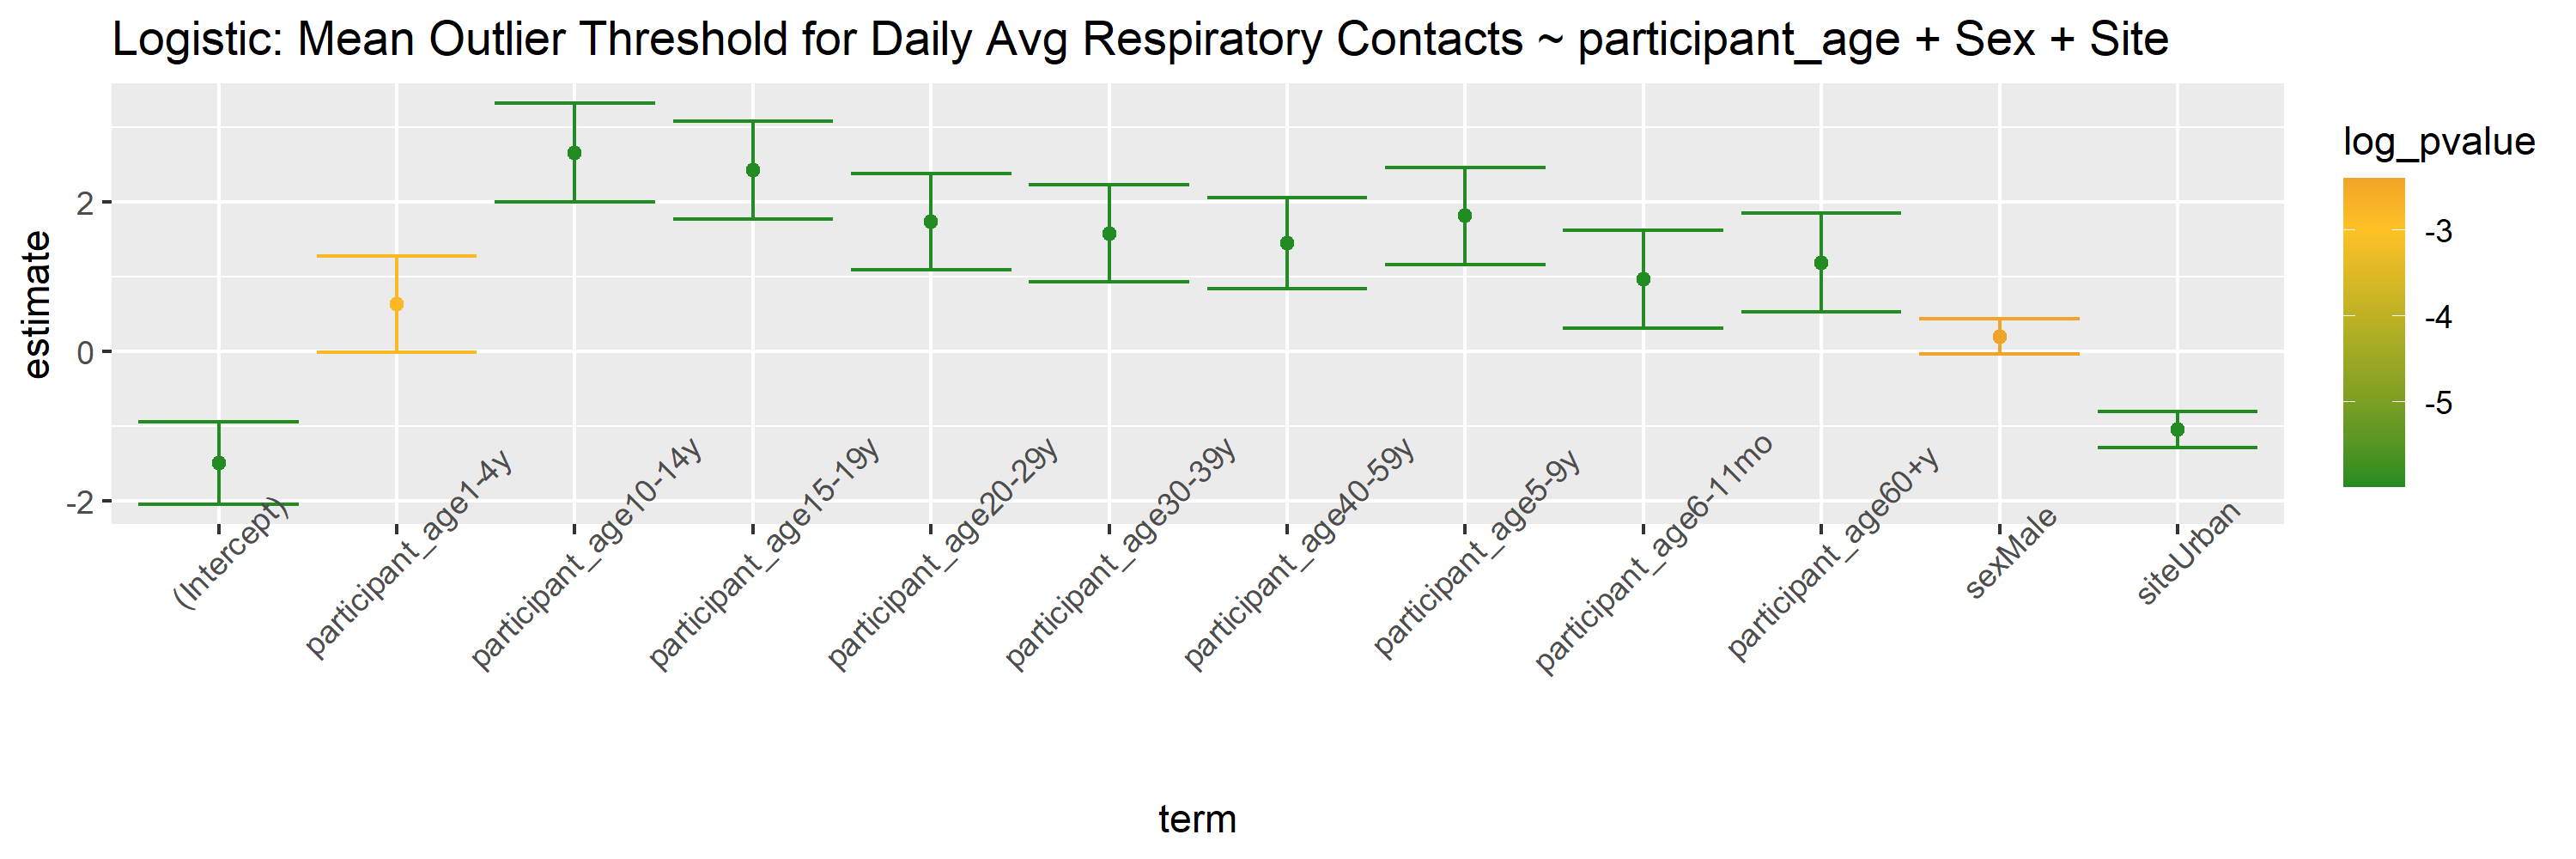 Logistic: Mean Outlier Threshold for Daily Avg Respiratory Contacts ~ participant_age + Sex + Site
estimate
2
0
-2
(Intercept)
participant_age1-4y
participant_age10-14y
participant_age15-19y
participant_age20-29y
participant_age30-39y
participant_age40-59y
participant_age5-9y
participant_age6-11mo
participant_age60+y
sexMale
siteUrban
term
log_pvalue
-3
-4
-5